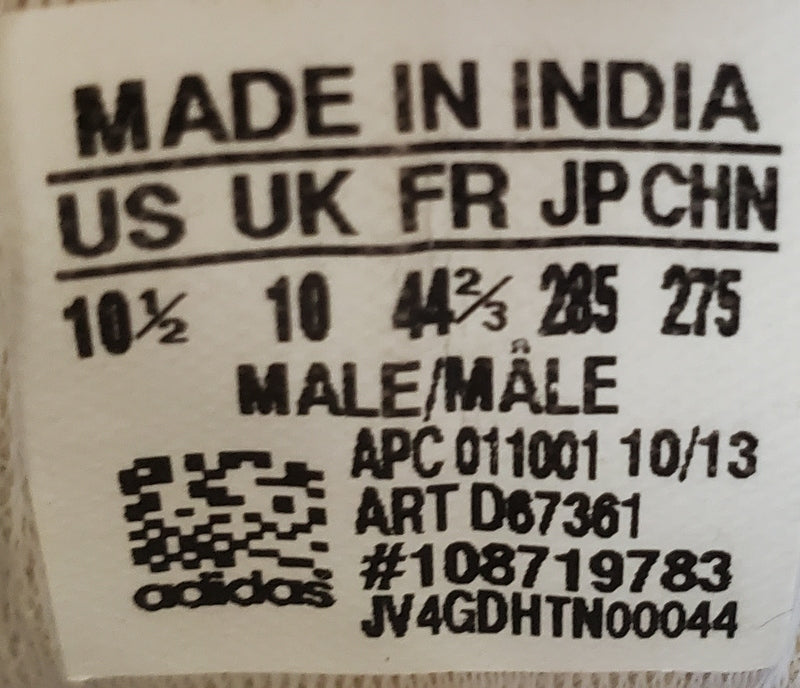 MADE IN INDIA
US UK FR JP CHN
10½ 10 44⅔ 285 275
MALE/MÂLE
APC 011001 10/13
ART D67361
#108719783
adidas
JV4GDHTN00044